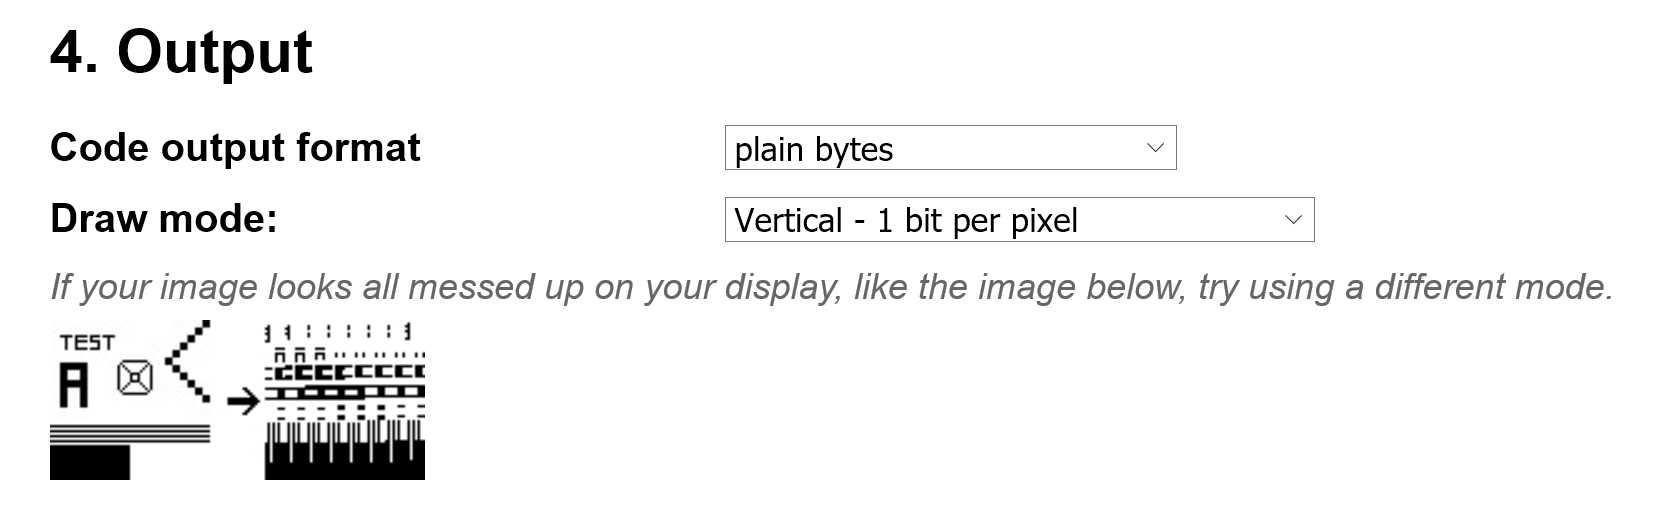 4. Output
Code output format
plain bytes
Draw mode:
Vertical - 1 bit per pixel
If your image looks all messed up on your display, like the image below, try using a different mode.
TEST
A